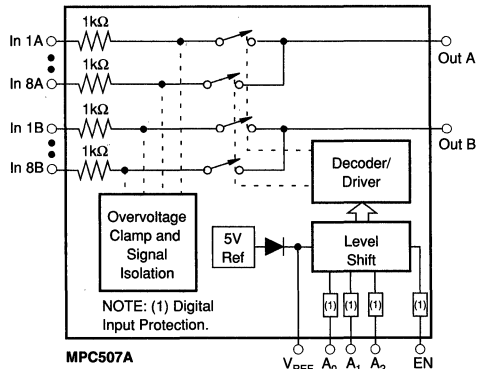 1kΩ
In 1A
Out A
1kΩ
In 8A
1kΩ
In 1B
Out B
1kΩ
In 8B
Decoder/
Driver
Overvoltage
Clamp and
Signal
Isolation
5V
Ref
Level
Shift
(1)
(1)
(1)
(1)
NOTE: (1) Digital
Input Protection.
MPC507A
VREF
A0
A1
A2
EN